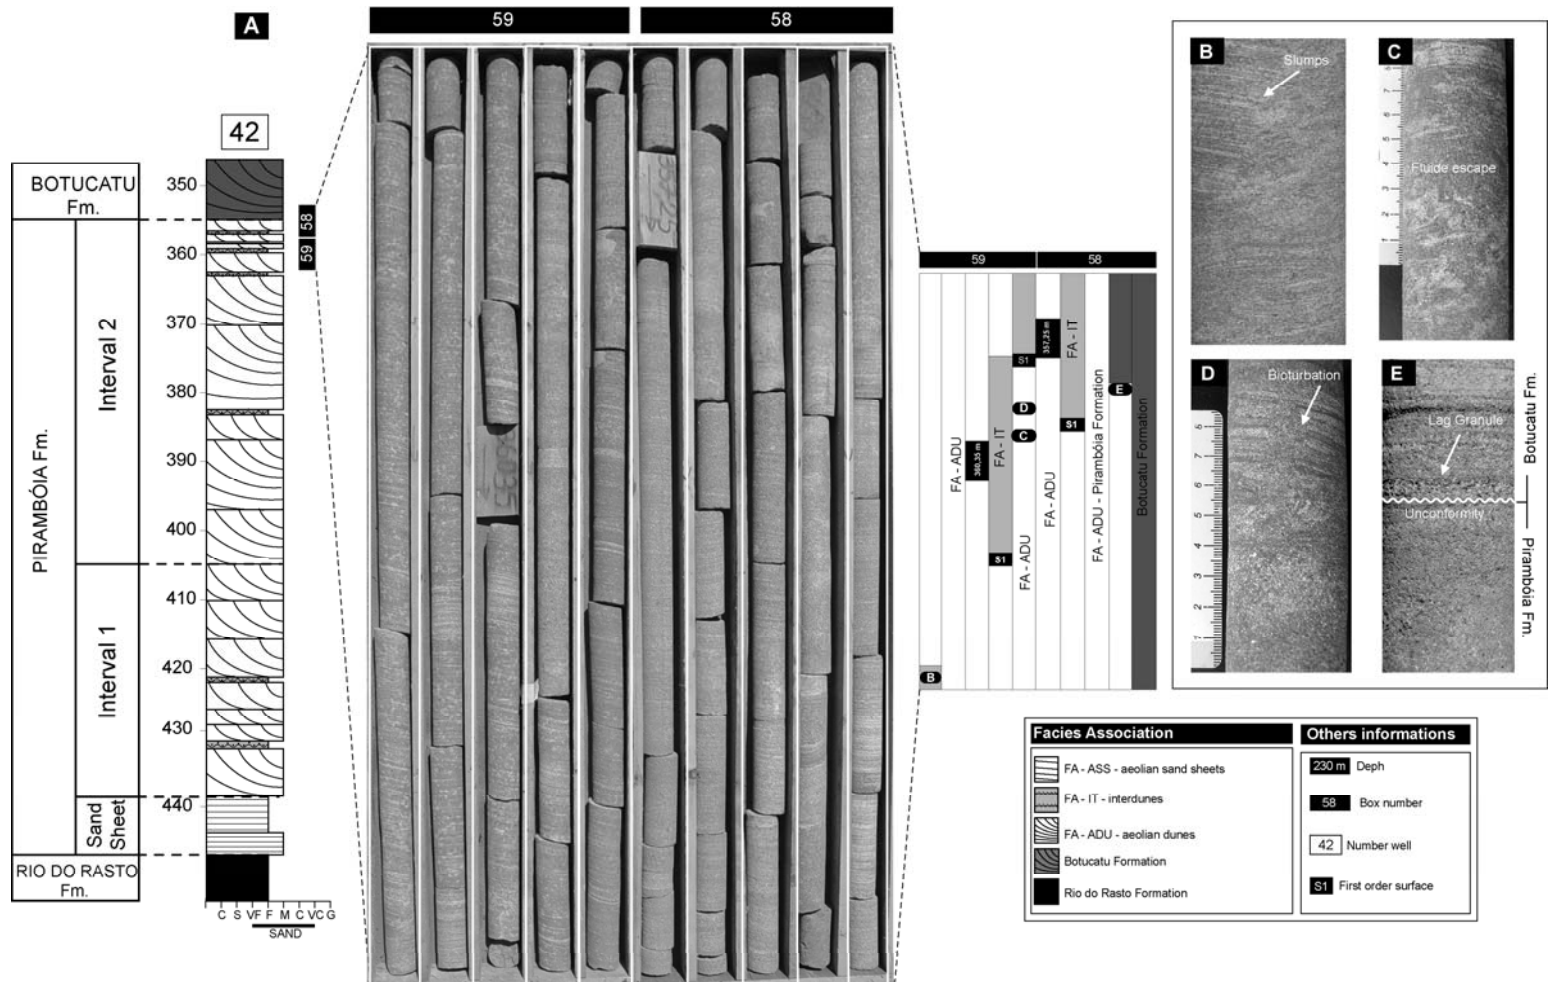 A
59
58
42
BOTUCATU
Fm.
PIRAMBÓIA Fm.
Interval 2
Interval 1
Sand
Sheet
RIO DO RASTO
Fm.
350
360
370
380
390
400
410
420
430
440
58
59
C S VF F M C VC G
SAND
59
58
FA - ADU
360,35 m
FA - IT
S1
S1
D
C
FA - ADU
357,25 m
FA - ADU
FA - IT
S1
FA - ADU - Pirambóia Formation
E
Botucatu Formation
B
B
Slumps
C
Fluide escape
D
Bioturbation
E
Lag Granule
Unconformity
Botucatu Fm.
Pirambóia Fm.
Facies Association
FA - ASS - aeolian sand sheets
FA - IT - interdunes
FA - ADU - aeolian dunes
Botucatu Formation
Rio do Rasto Formation
Others informations
230 m Deph
58 Box number
42 Number well
S1 First order surface